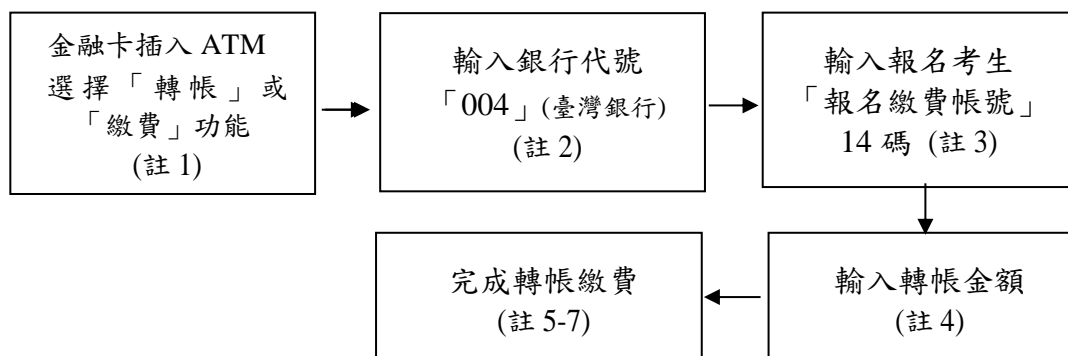 金融卡插入 ATM
選擇「轉帳」或
「繳費」功能
(註 1)
輸入銀行代號
「004」(臺灣銀行)
(註 2)
輸入報名考生
「報名繳費帳號」
14 碼 (註 3)
輸入轉帳金額
(註 4)
完成轉帳繳費
(註 5-7)